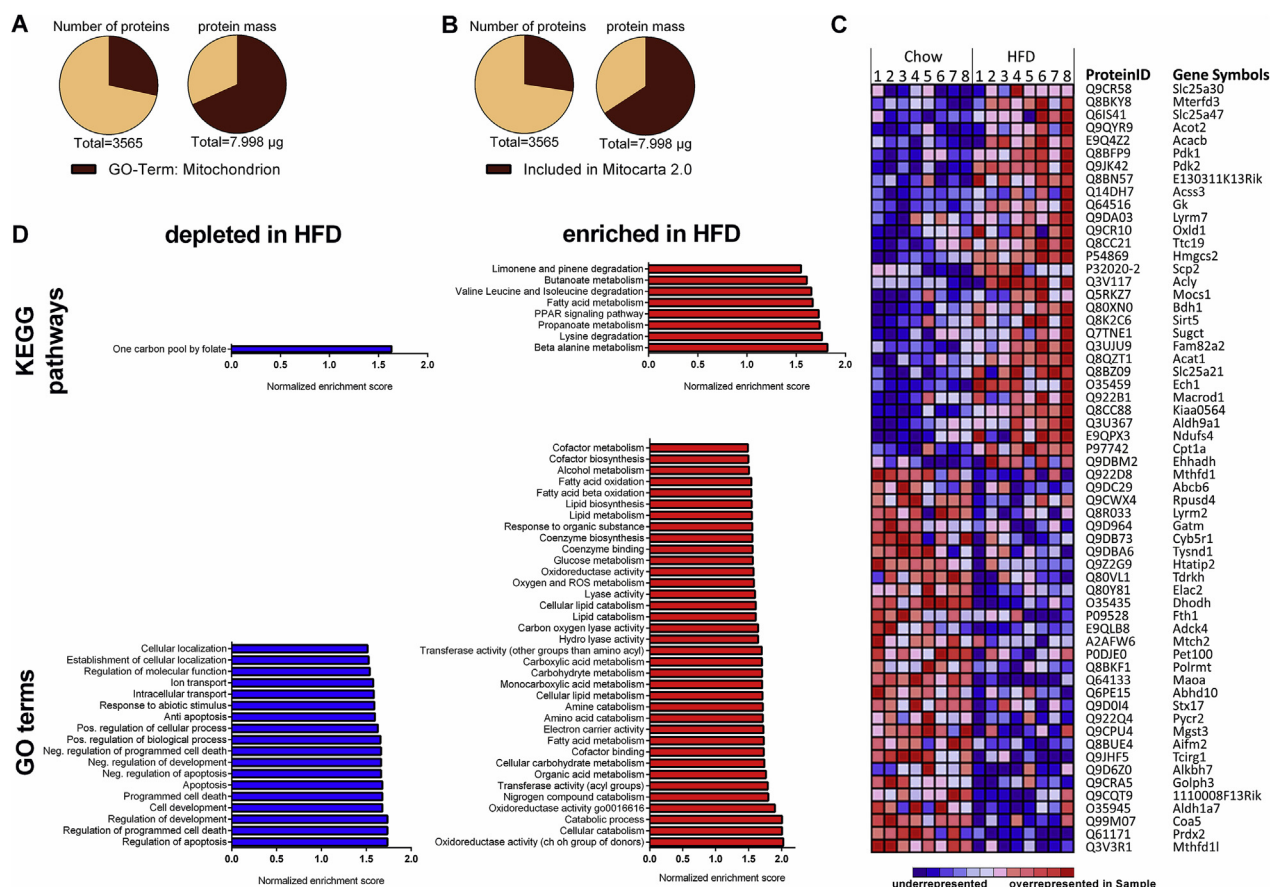 A
Number of proteins
protein mass
Total=3565
Total=7.998 µg
GO-Term: Mitochondrion
B
Number of proteins
protein mass
Total=3565
Total=7.998 µg
Included in Mitocarta 2.0
C
Chow HFD
1 2 3 4 5 6 7 8 1 2 3 4 5 6 7 8 ProteinID Gene Symbols
Q9CR58 Slc25a30
Q8BKY8 Mterfd3
Q6IS41 Slc25a47
Q9QYR9 Acot2
E9Q4Z2 Acacb
Q8BFP9 Pdk1
Q9JK42 Pdk2
Q8BN57 E130311K13Rik
Q14DH7 Acss3
Q64516 Gk
Q9DA03 Lyrm7
Q9CR10 Oxld1
Q8CC21 Ttc19
P54869 Hmgcs2
P32020-2 Scp2
Q3V117 Acly
Q5RKZ7 Mocs1
Q80XN0 Bdh1
Q8K2C6 Sirt5
Q7TNE1 Sugct
Q3UJU9 Fam82a2
Q8QZT1 Acat1
Q8BZ09 Slc25a21
O35459 Ech1
Q922B1 Macrod1
Q8CC88 Kiaa0564
Q3U367 Aldh9a1
E9QPX3 Ndufs4
P97742 Cpt1a
Q9DBM2 Ehhadh
Q922D8 Mthfd1
Q9DC29 Abcb6
Q9CWX4 Rpusd4
Q8R033 Lyrm2
Q9D964 Gatm
Q9DB73 Cyb5r1
Q9DBA6 Tysnd1
Q9Z2G9 Htatip2
Q80VL1 Tdrkh
Q80Y81 Elac2
O35435 Dhodh
P09528 Fth1
E9QLB8 Adck4
A2AFW6 Mtch2
P0DJE0 Pet100
Q8BKF1 Polrmt
Q64133 Maoa
Q6PE15 Abhd10
Q9D0I4 Stx17
Q922Q4 Pycr2
Q9CPU4 Mgst3
Q8BUE4 Aifm2
Q9JHF5 Tcirg1
Q9D6Z0 Alkbh7
Q9CRA5 Golph3
Q9CQT9 1110008F13Rik
O35945 Aldh1a7
Q99M07 Coa5
Q61171 Prdx2
Q3V3R1 Mthfd1l
underrepresented overrepresented in Sample
D
depleted in HFD
enriched in HFD
KEGG
pathways
One carbon pool by folate
0.0 0.5 1.0 1.5 2.0
Normalized enrichment score
Limonene and pinene degradation
Butanoate metabolism
Valine Leucine and Isoleucine degradation
Fatty acid metabolism
PPAR signaling pathway
Propanoate metabolism
Lysine degradation
Beta alanine metabolism
0.0 0.5 1.0 1.5 2.0
Normalized enrichment score
GO terms
Cellular localization
Establishment of cellular localization
Regulation of molecular function
Ion transport
Intracellular transport
Response to abiotic stimulus
Anti apoptosis
Pos. regulation of cellular process
Pos. regulation of biological process
Neg. regulation of programmed cell death
Neg. regulation of development
Neg. regulation of apoptosis
Apoptosis
Programmed cell death
Cell development
Regulation of development
Regulation of programmed cell death
Regulation of apoptosis
0.0 0.5 1.0 1.5 2.0
Normalized enrichment score
Cofactor metabolism
Cofactor biosynthesis
Alcohol metabolism
Fatty acid oxidation
Fatty acid beta oxidation
Lipid biosynthesis
Lipid metabolism
Response to organic substance
Coenzyme biosynthesis
Coenzyme binding
Glucose metabolism
Oxidoreductase activity
Oxygen and ROS metabolism
Lyase activity
Cellular lipid catabolism
Lipid catabolism
Carbon oxygen lyase activity
Hydro lyase activity
Transferase activity (other groups than amino acyl)
Carboxylic acid metabolism
Carbohydryte metabolism
Monocarboxylic acid metabolism
Cellular lipid metabolism
Amine catabolism
Amino acid catabolism
Electron carrier activity
Fatty acid metabolism
Cofactor binding
Cellular carbohydrate metabolism
Organic acid metabolism
Transferase activity (acyl groups)
Nitrogen compound catabolism
Oxidoreductase activity go0016616
Catabolic process
Cellular catabolism
Oxidoreductase activity (ch oh group of donors)
0.0 0.5 1.0 1.5 2.0
Normalized enrichment score